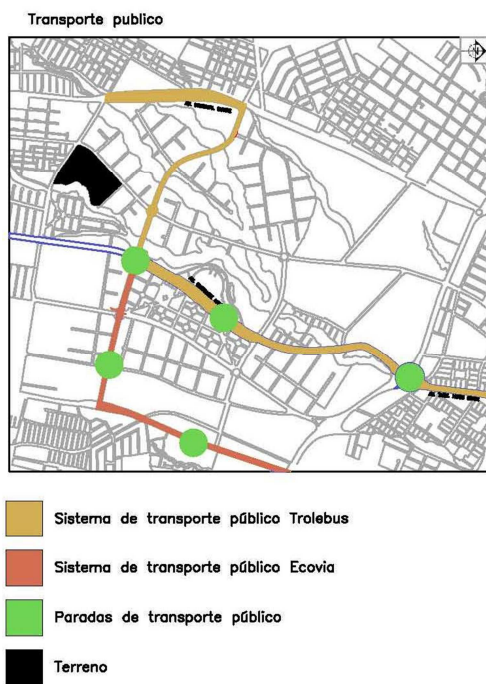 Transporte publico
N
Sistema de transporte público Trolebus
Sistema de transporte público Ecovia
Paradas de transporte público
Terreno